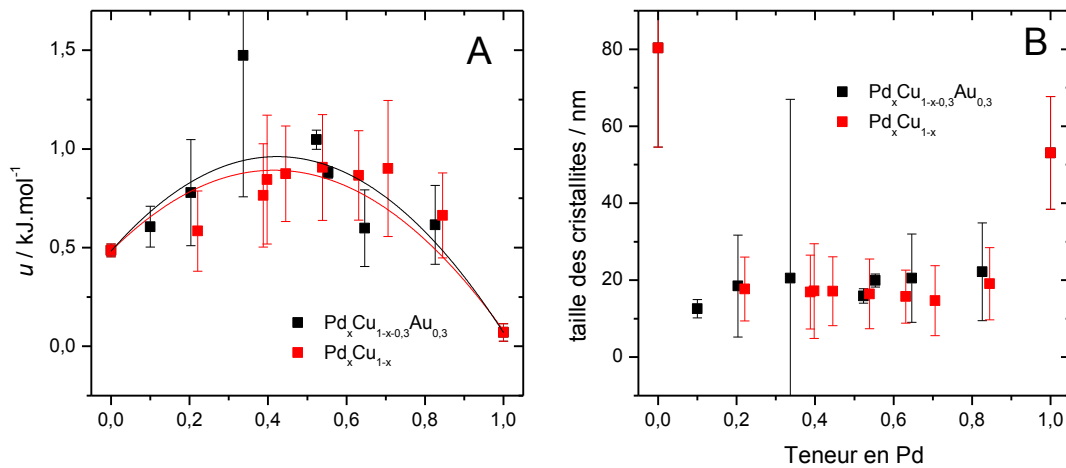 A
1,5
1,0
0,5
0,0
u / kJ.mol-1
PdxCu1-x-0,3Au0,3
PdxCu1-x
0,0 0,2 0,4 0,6 0,8 1,0
B
80
60
40
20
0
taille des cristallites / nm
PdxCu1-x-0,3Au0,3
PdxCu1-x
0,0 0,2 0,4 0,6 0,8 1,0
Teneur en Pd